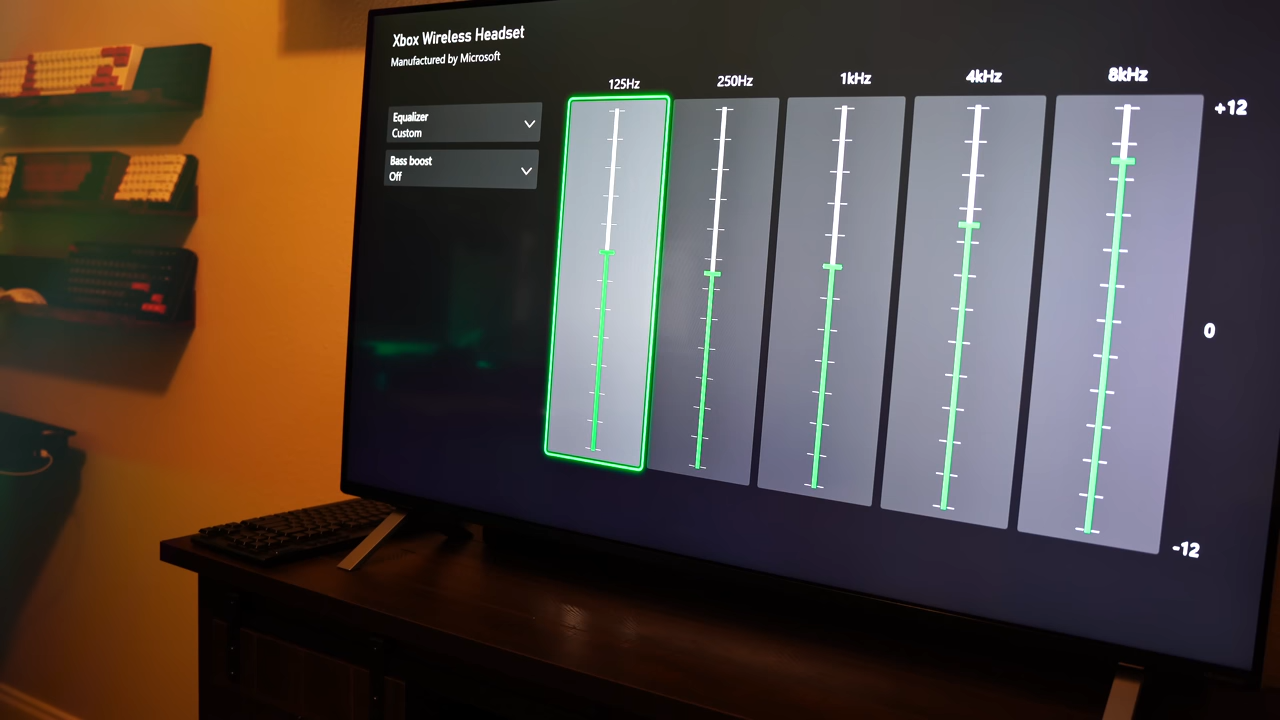 Xbox Wireless Headset
Manufactured by Microsoft
Equalizer
Custom
Bass boost
Off
125Hz 250Hz 1kHz 4kHz 8kHz
+12
0
-12